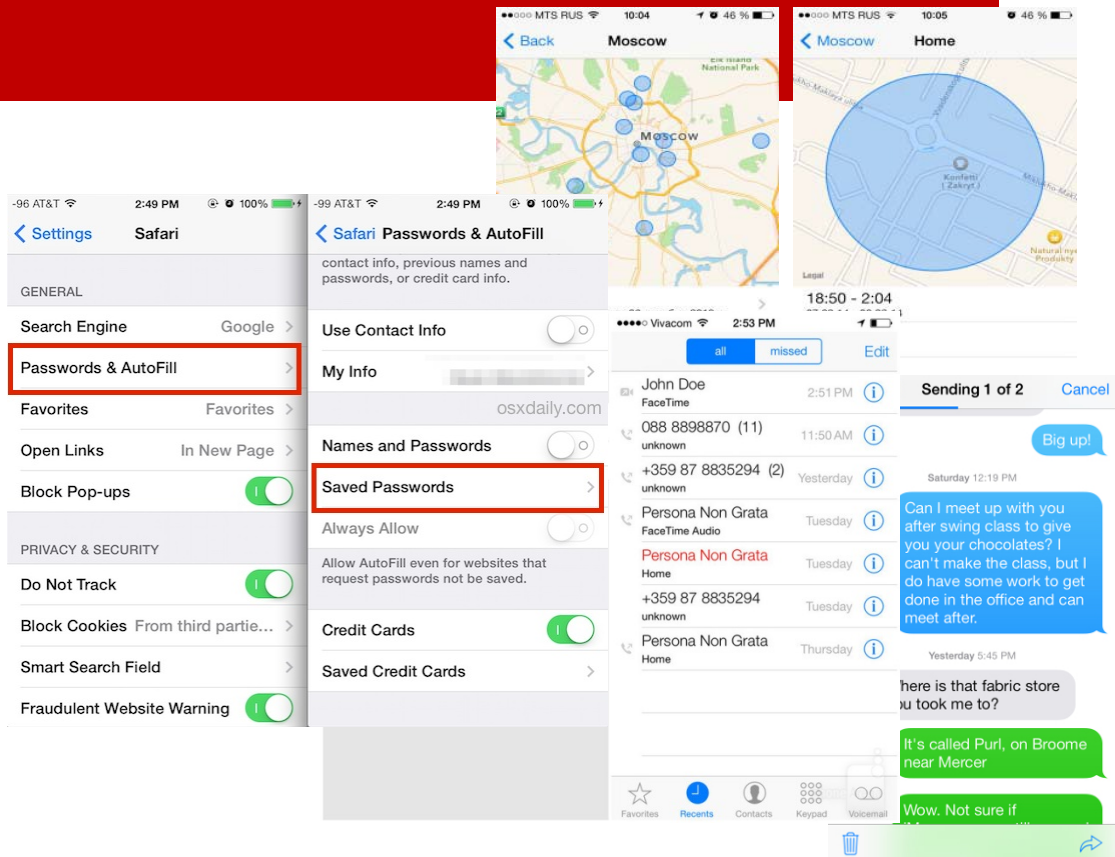 MTS RUS 10:04 46 %
Back Moscow
National Park
2
Moscow
MTS RUS 10:05 46 %
Moscow Home
Konfetti
( Zakryt )
Natural ny
Produkty
Legal
18:50 - 2:04
-96 AT&T 2:49 PM 100%
Settings Safari
GENERAL
Search Engine Google
Passwords & AutoFill
Favorites Favorites
Open Links In New Page
Block Pop-ups
PRIVACY & SECURITY
Do Not Track
Block Cookies From third partie...
Smart Search Field
Fraudulent Website Warning
-99 AT&T 2:49 PM 100%
Safari Passwords & AutoFill
contact info, previous names and
passwords, or credit card info.
Use Contact Info
My Info
osxdaily.com
Names and Passwords
Saved Passwords
Always Allow
Allow AutoFill even for websites that
request passwords not be saved.
Credit Cards
Saved Credit Cards
Vivacom 2:53 PM
all missed Edit
John Doe
FaceTime
2:51 PM
088 8898870 (11)
unknown
11:50 AM
+359 87 8835294 (2)
unknown
Yesterday
Persona Non Grata
FaceTime Audio
Tuesday
Persona Non Grata
Home
Tuesday
+359 87 8835294
unknown
Tuesday
Persona Non Grata
Home
Thursday
Favorites Recents Contacts Keypad Voicemail
Sending 1 of 2 Cancel
Big up!
Saturday 12:19 PM
Can I meet up with you
after swing class to give
you your chocolates? I
can't make the class, but I
do have some work to get
done in the office and can
meet after.
Yesterday 5:45 PM
here is that fabric store
ou took me to?
It's called Purl, on Broome
near Mercer
Wow. Not sure if